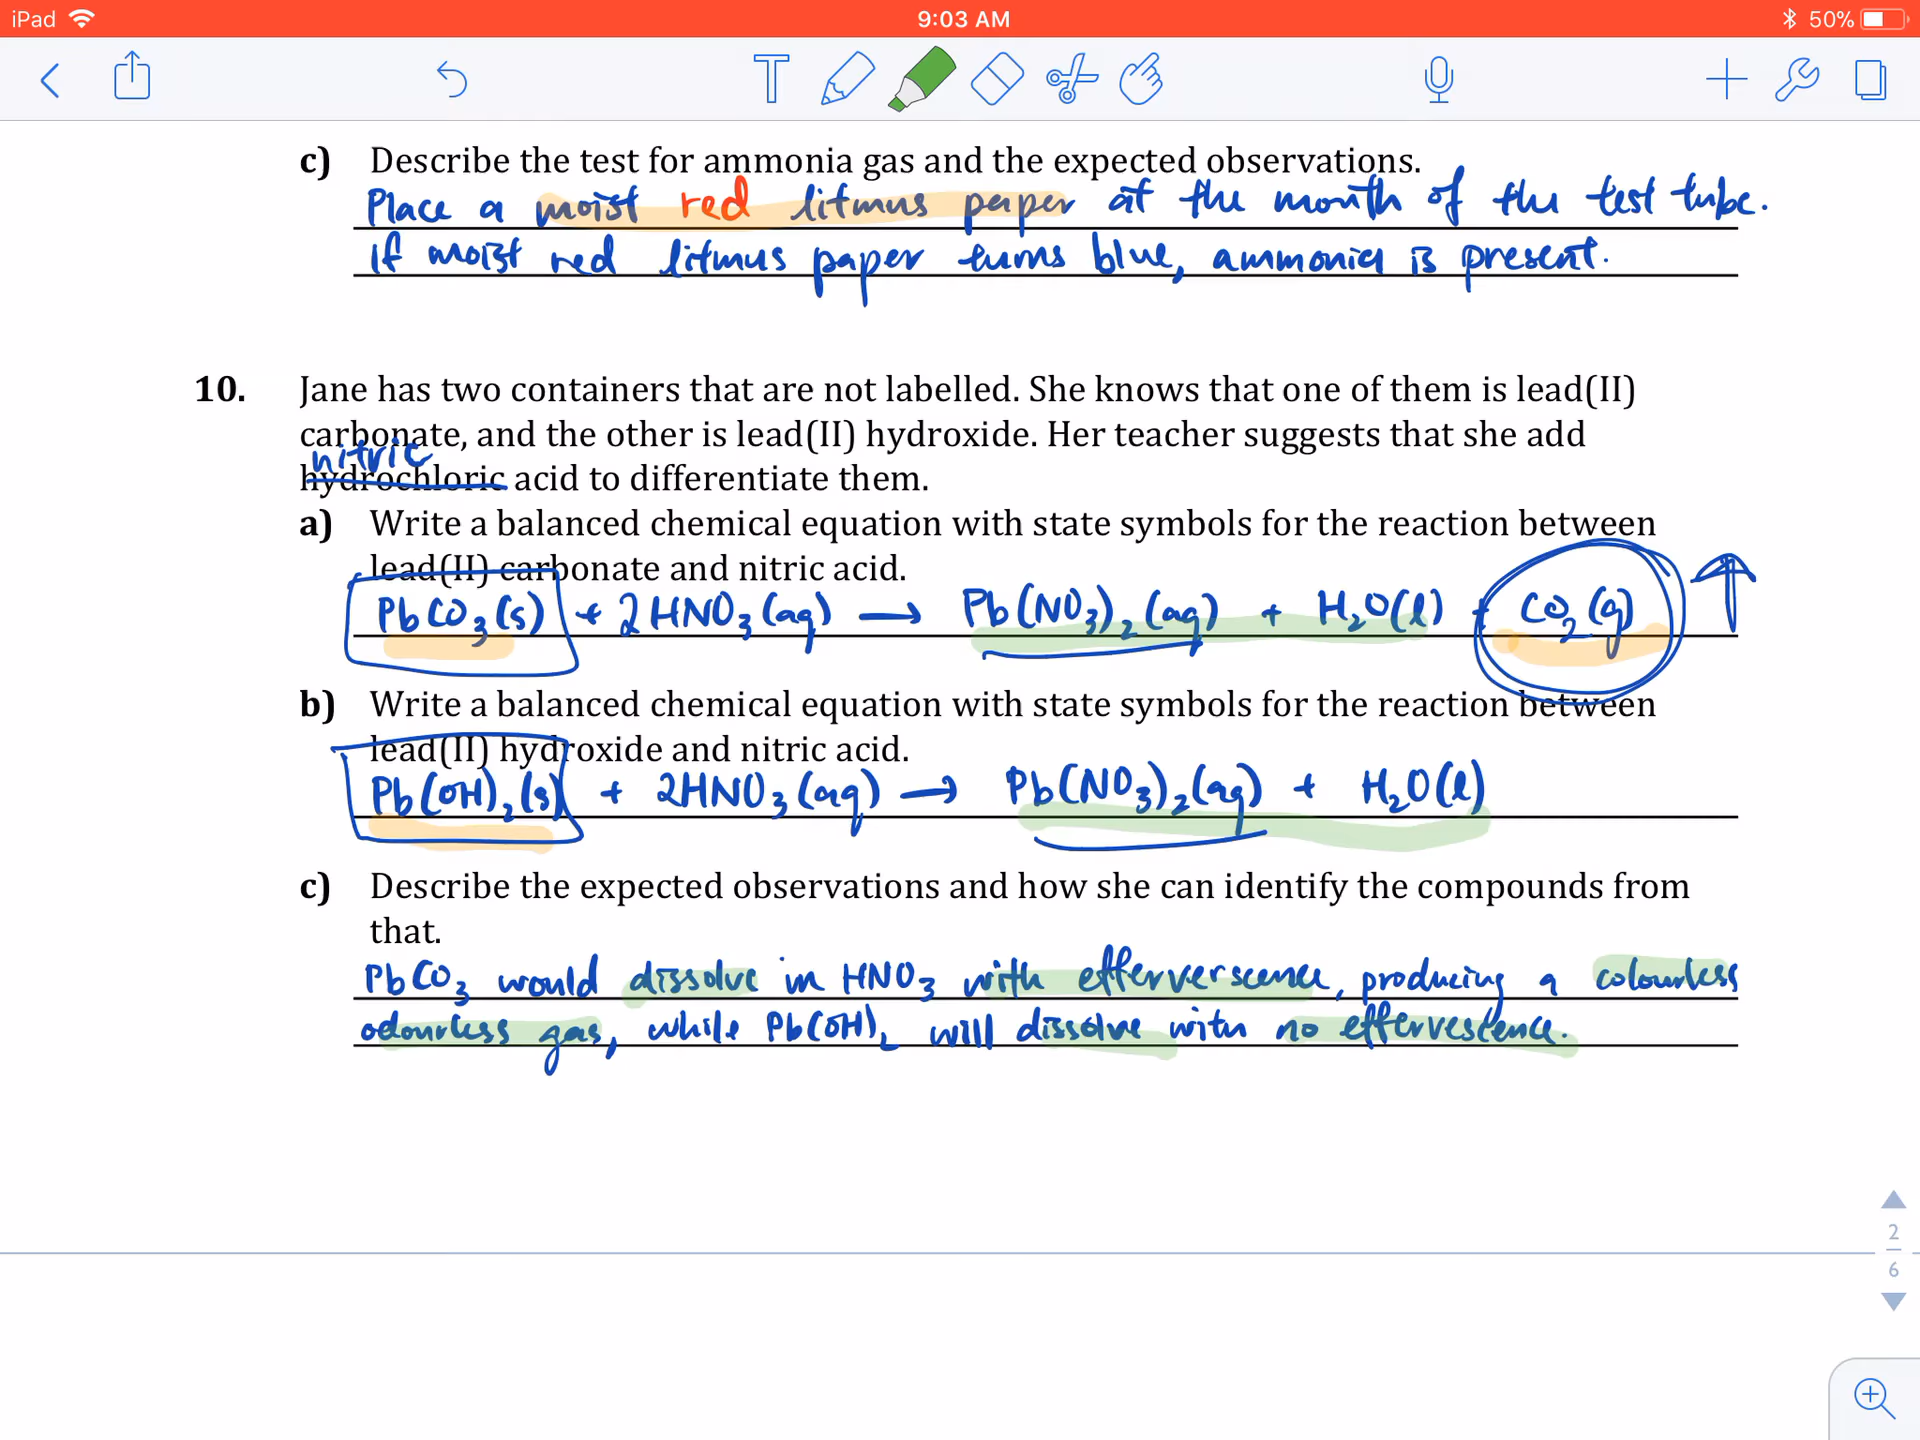 iPad 9:03 AM 50%
c) Describe the test for ammonia gas and the expected observations.
Place a moist red litmus paper at the mouth of the test tube.
If moist red litmus paper turns blue, ammonia is present.
10. Jane has two containers that are not labelled. She knows that one of them is lead(II)
carbonate, and the other is lead(II) hydroxide. Her teacher suggests that she add
nitric
hydrochloric acid to differentiate them.
a) Write a balanced chemical equation with state symbols for the reaction between
lead(II) carbonate and nitric acid.
PbCO₃(s) + 2HNO₃(aq) → Pb(NO₃)₂(aq) + H₂O(l) + CO₂(g) ↑
b) Write a balanced chemical equation with state symbols for the reaction between
lead(II) hydroxide and nitric acid.
Pb(OH)₂(s) + 2HNO₃(aq) → Pb(NO₃)₂(aq) + H₂O(l)
c) Describe the expected observations and how she can identify the compounds from
that.
PbCO₃ would dissolve in HNO₃ with efferverscence, producing a colourless
odourless gas, while Pb(OH)₂ will dissolve with no effervescence.
2
6